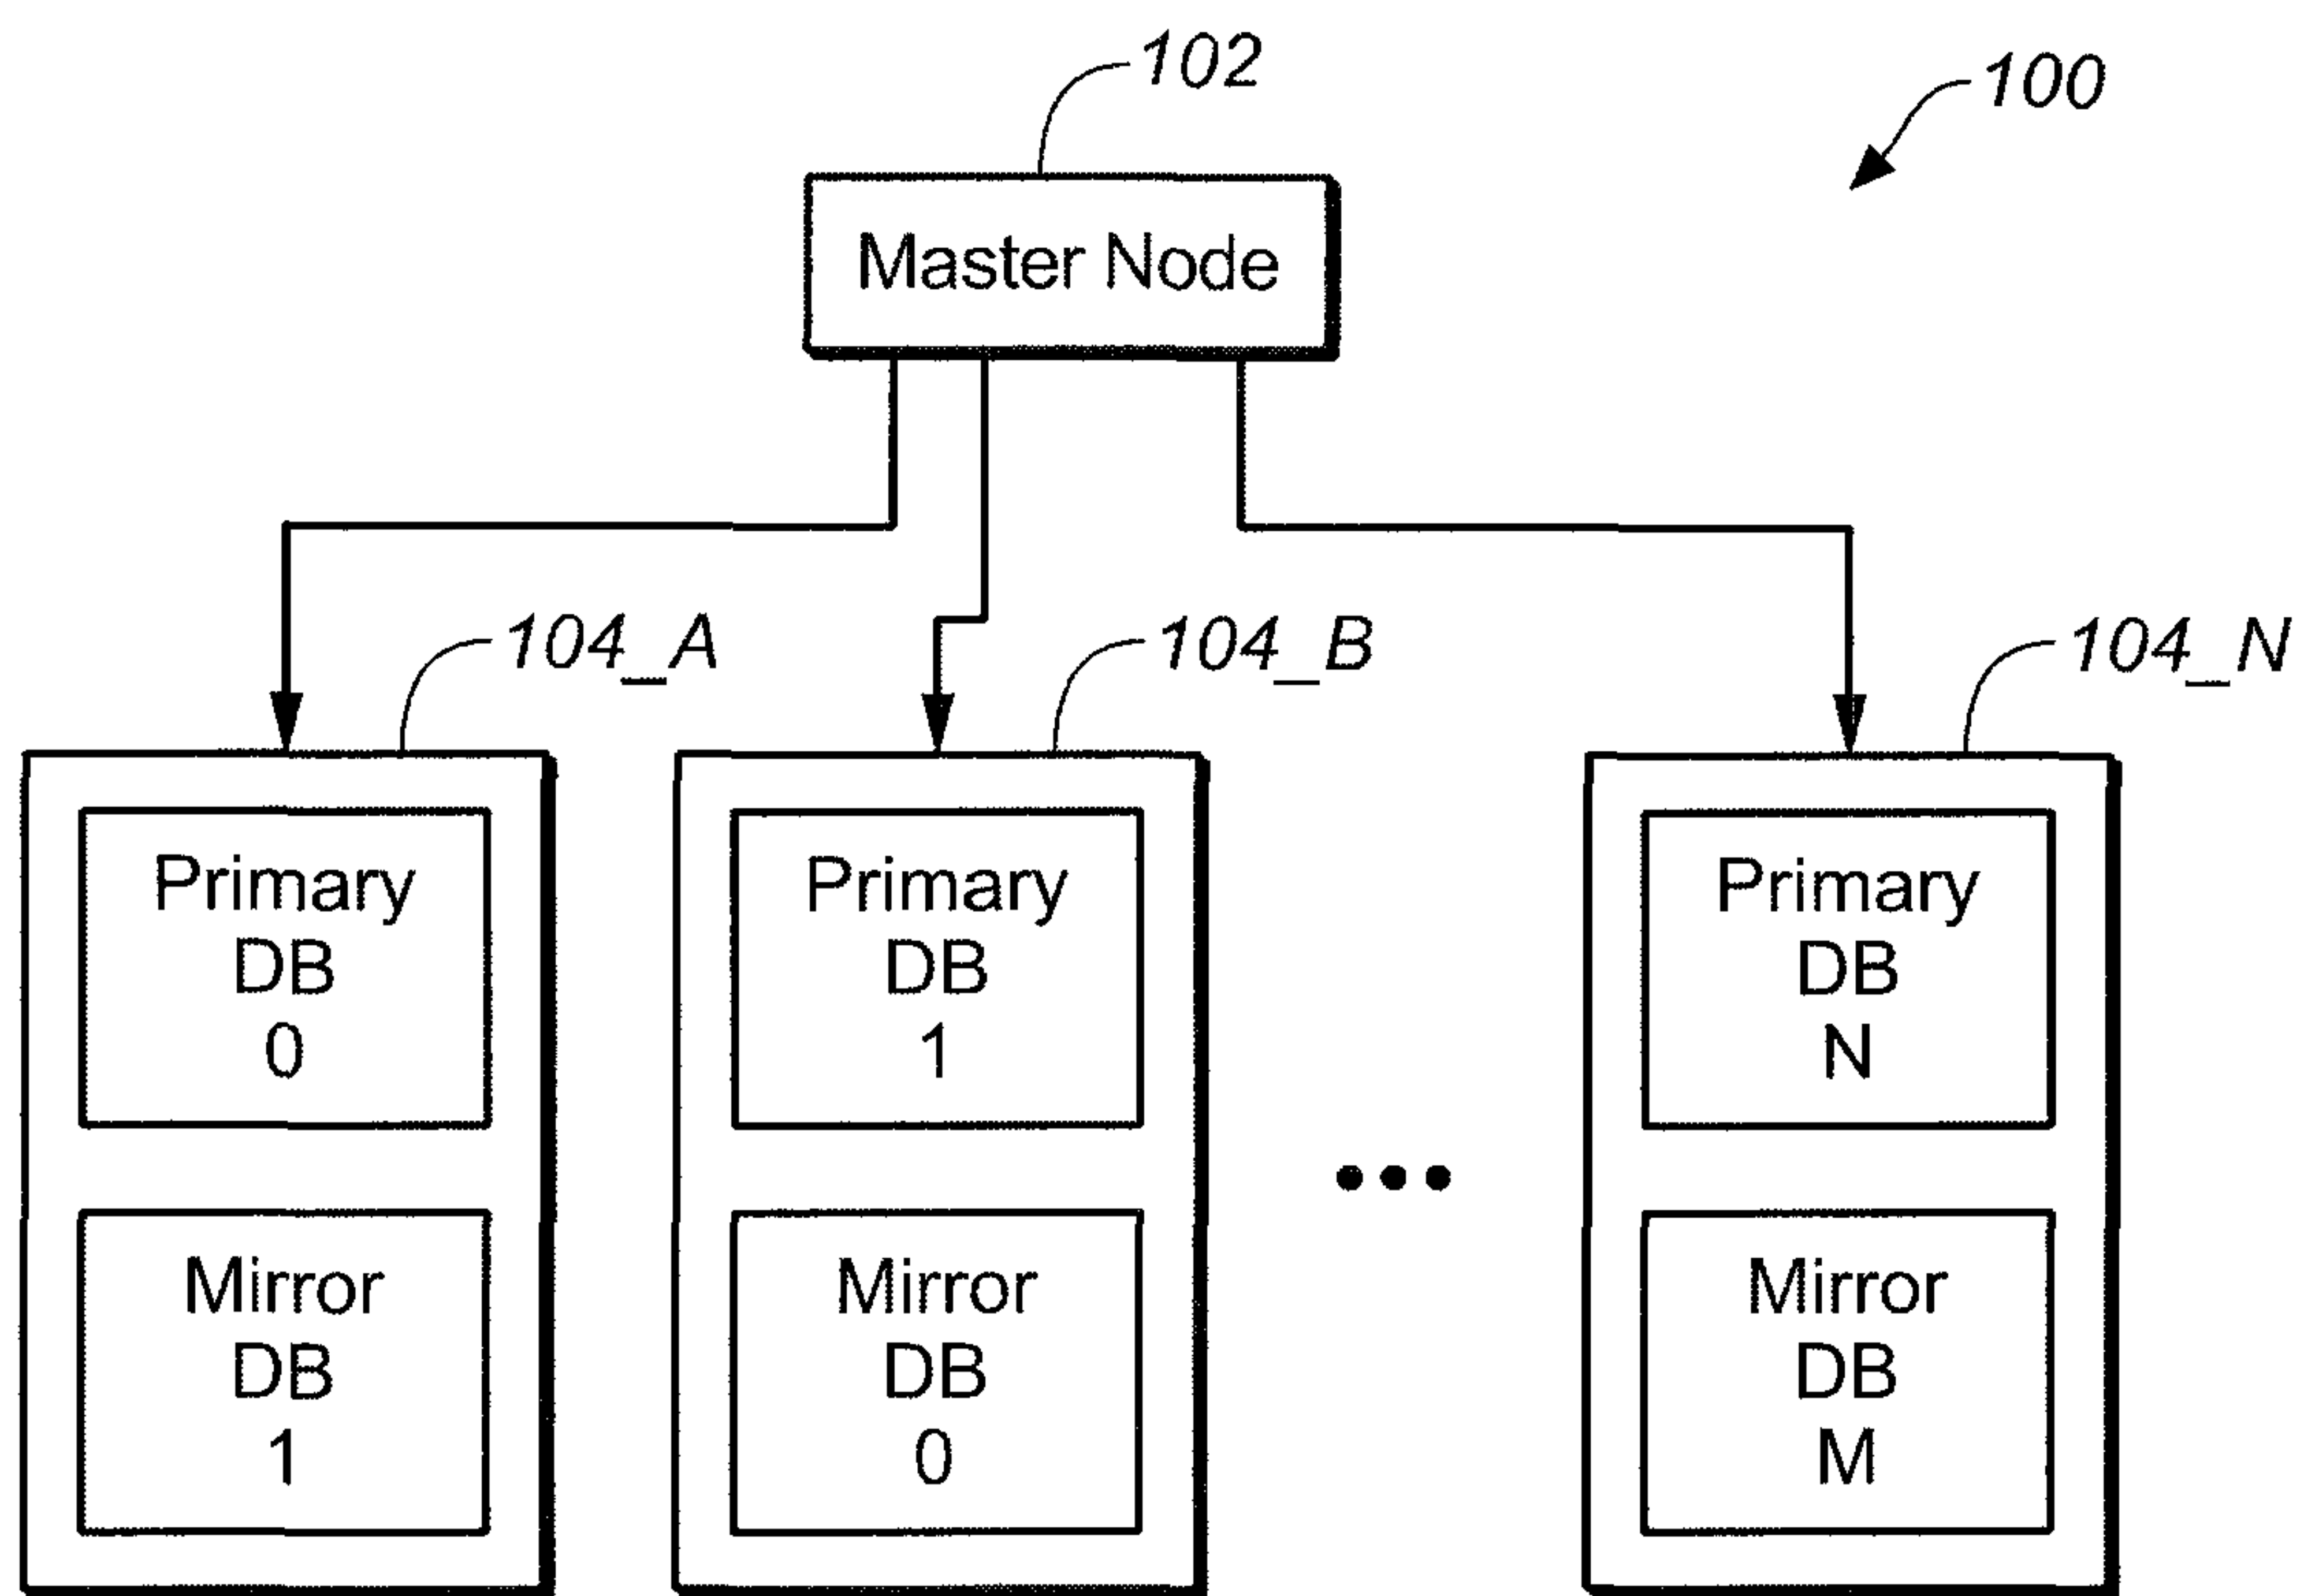 102
100
Master Node
104_A
104_B
104_N
Primary
DB
0
Mirror
DB
1
Primary
DB
1
Mirror
DB
0
Primary
DB
N
Mirror
DB
M